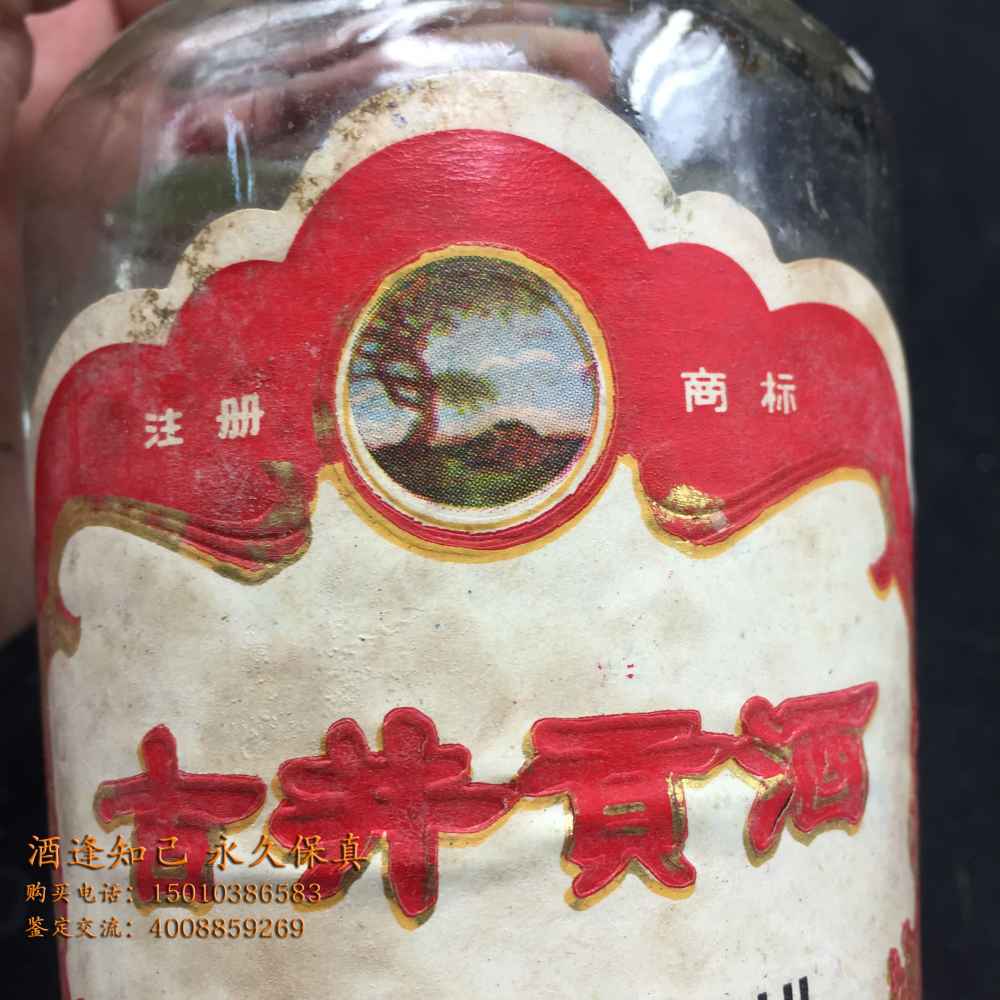 注册 商标
古井贡酒
酒逢知己 永久保真
购买电话：15010386583
鉴定交流：4008859269